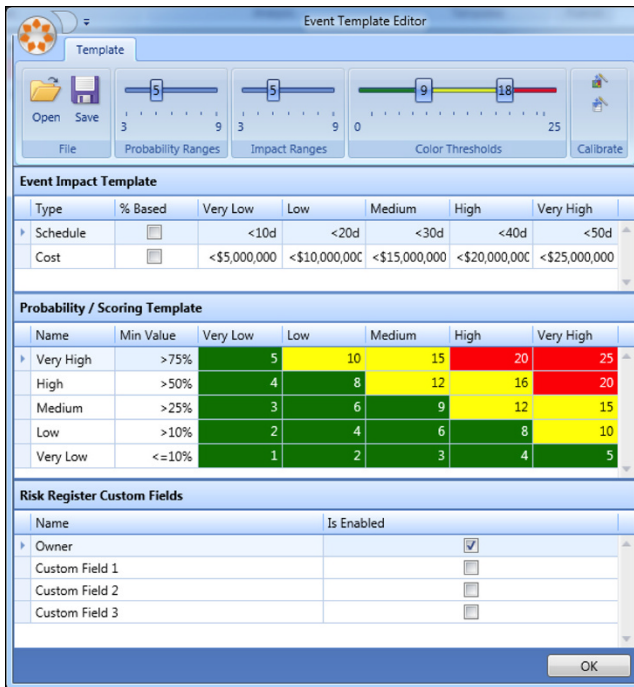 Event Template Editor
Template
Open Save
5
3 9
5
3 9
9 18
0 25
File Probability Ranges Impact Ranges Color Thresholds Calibrate
Event Impact Template
Type % Based Very Low Low Medium High Very High
Schedule <10d <20d <30d <40d <50d
Cost <$5,000,000 <$10,000,00C <$15,000,000 <$20,000,00C <$25,000,000
Probability / Scoring Template
Name Min Value Very Low Low Medium High Very High
Very High >75% 5 10 15 20 25
High >50% 4 8 12 16 20
Medium >25% 3 6 9 12 15
Low >10% 2 4 6 8 10
Very Low <=10% 1 2 3 4 5
Risk Register Custom Fields
Name Is Enabled
Owner
Custom Field 1
Custom Field 2
Custom Field 3
OK